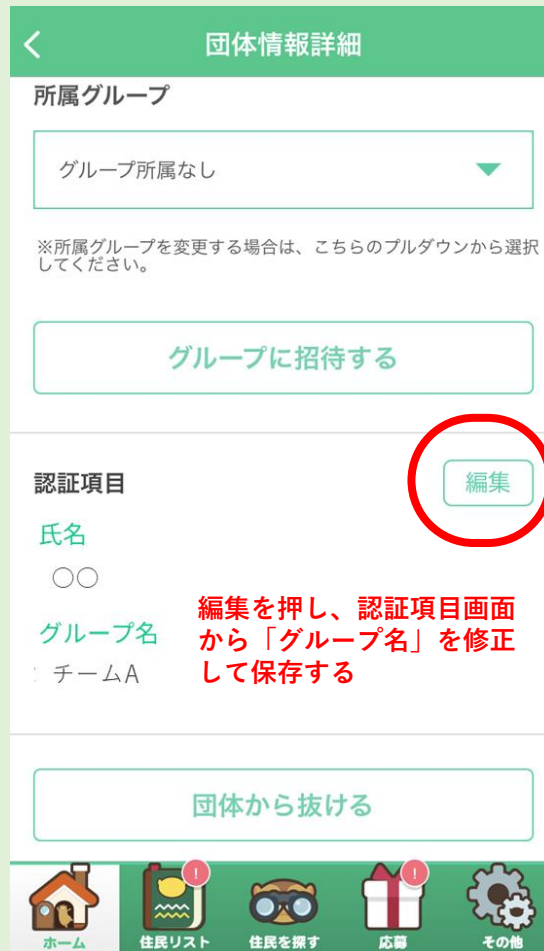 団体情報詳細
所属グループ
グループ所属なし
※所属グループを変更する場合は、こちらのプルダウンから選択
してください。
グループに招待する
認証項目
編集
氏名
○○
編集を押し、認証項目画面
から「グループ名」を修正
して保存する
グループ名
: チームA
団体から抜ける
ホーム
住民リスト
!
住民を探す
応募
!
その他